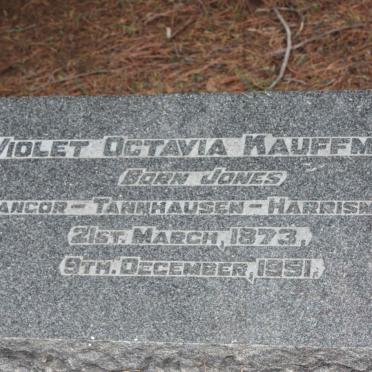 VIOLET OCTAVIA KAUFFM
BORN JONES
ANCOR - TANNHAUSEN - HARRISM
21ST. MARCH, 1873.
9TH. DECEMBER, 1951.